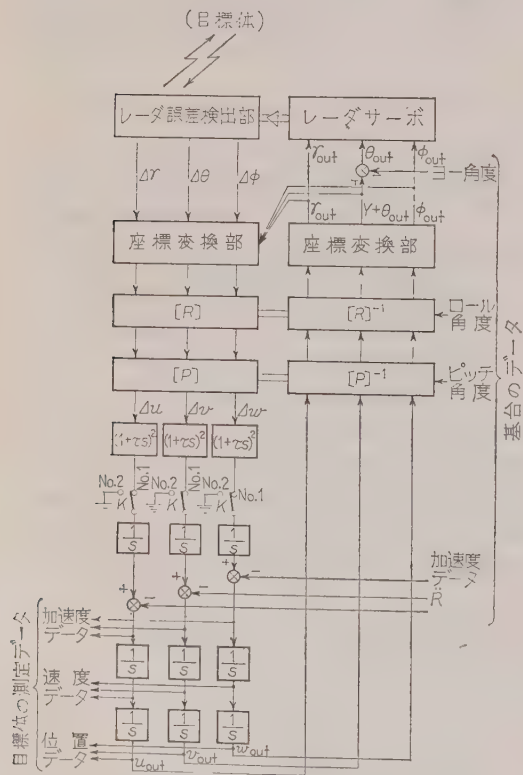 (目標体)
レーダ誤差検出部
レーダサーボ
Δr
Δθ
Δφ
r_out
θ_out
φ_out
ヨー角度
+
r_out
Y+θ_out
φ_out
座標変換部
座標変換部
[R]
[R]⁻¹
ロール
角度
[P]
[P]⁻¹
ピッチ
角度
基台のデータ
Δu
Δv
Δw
(1+τs)²
(1+τs)²
(1+τs)²
No.2
K
No.1
No.2
K
No.1
No.2
K
No.1
1/s
1/s
1/s
+ −
+ −
+ −
加速度
データ
R̈
目標体の測定データ
加速度
データ
1/s
1/s
1/s
速度
データ
1/s
1/s
1/s
位置
データ
u_out
v_out
w_out